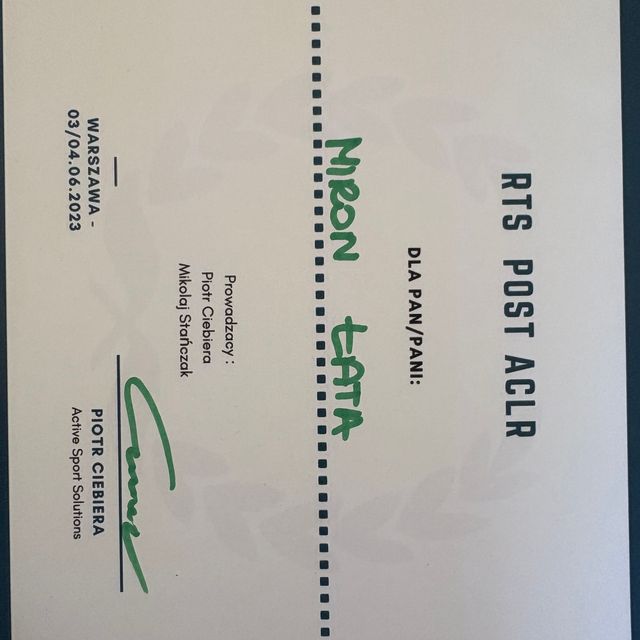 RTS POST ACLR
DLA PAN/PANI:
MIRON ŁATA
Prowadzacy :
Piotr Ciebiera
Mikołaj Stańczak
WARSZAWA -
03/04.06.2023
PIOTR CIEBIERA
Active Sport Solutions